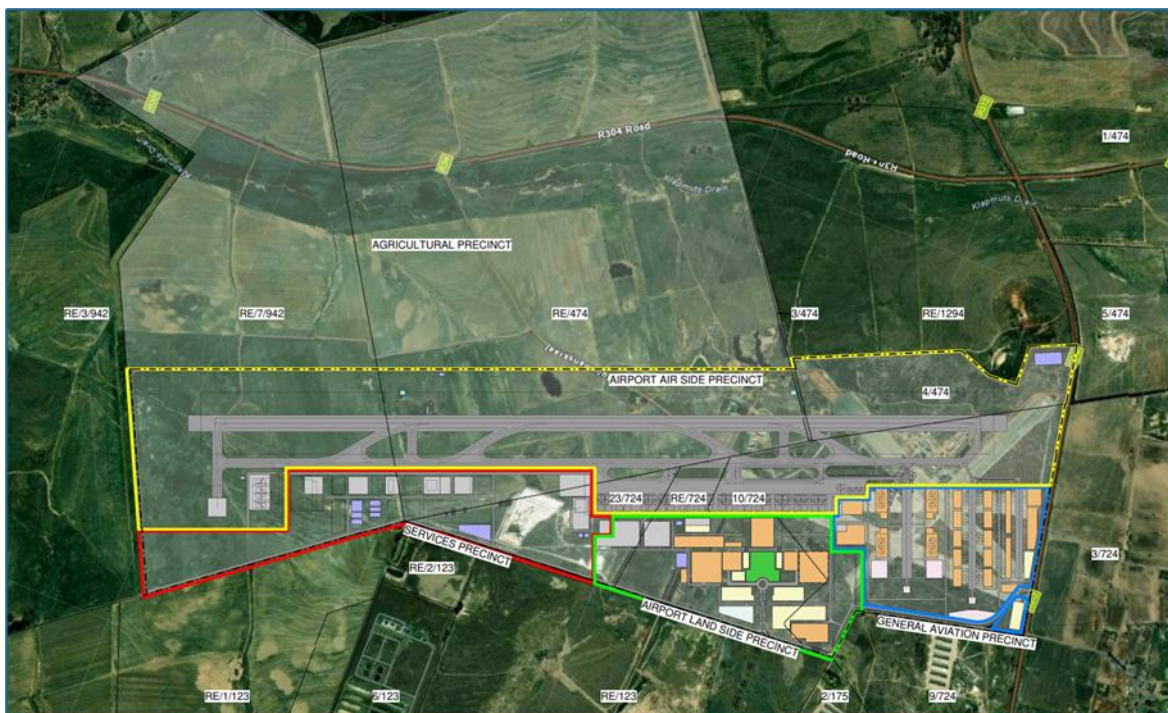 R304 Road
1/474
Klapmuts Drain
Klapmuts Drain
AGRICULTURAL PRECINCT
RE/3/942
RE/7/942
RE/474
3/474
RE/1294
5/474
AIRPORT AIR SIDE PRECINCT
4/474
23/724
RE/724
10/724
SERVICES PRECINCT
RE/2/123
3/724
AIRPORT LAND SIDE PRECINCT
GENERAL AVIATION PRECINCT
RE/1/123
6/123
RE/123
2/175
9/724